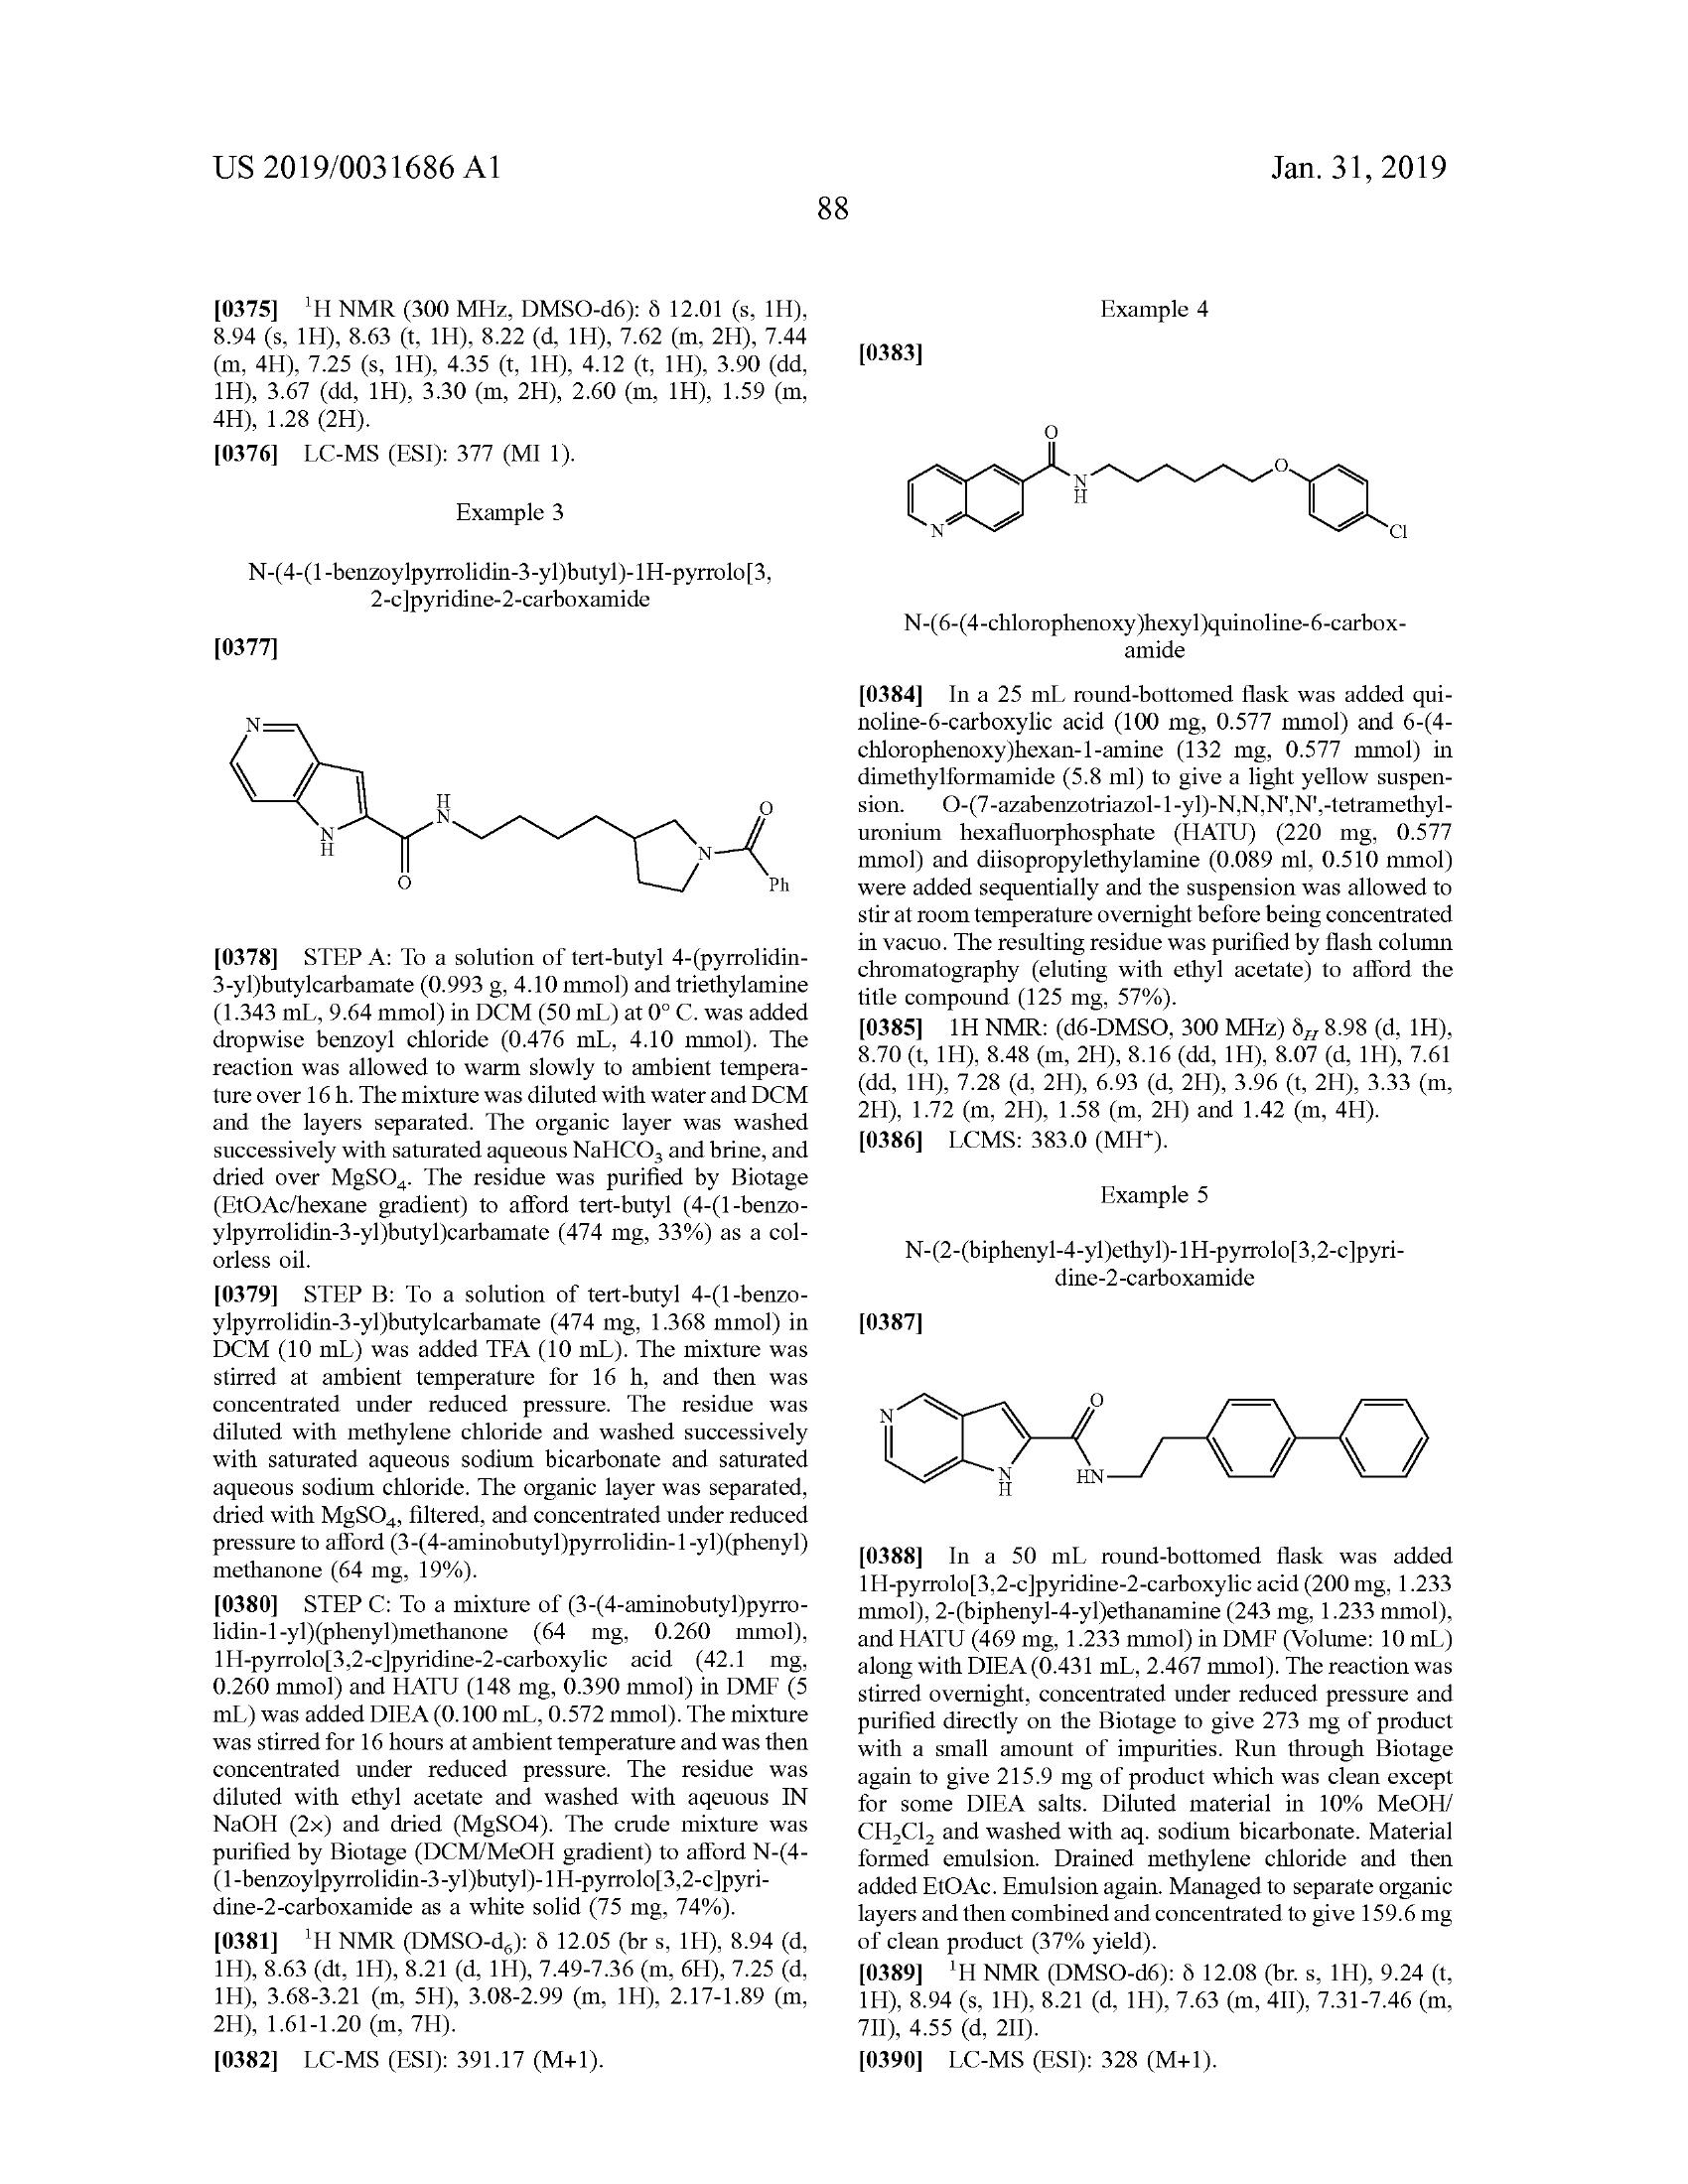 US 2019/0031686 A1
Jan. 31, 2019
88
[0375] ¹H NMR (300 MHz, DMSO-d6): δ 12.01 (s, 1H),
8.94 (s, 1H), 8.63 (t, 1H), 8.22 (d, 1H), 7.62 (m, 2H), 7.44
(m, 4H), 7.25 (s, 1H), 4.35 (t, 1H), 4.12 (t, 1H), 3.90 (dd,
1H), 3.67 (dd, 1H), 3.30 (m, 2H), 2.60 (m, 1H), 1.59 (m,
4H), 1.28 (2H).
[0376] LC-MS (ESI): 377 (MI 1).
Example 3
N-(4-(1-benzoylpyrrolidin-3-yl)butyl)-1H-pyrrolo[3,
2-c]pyridine-2-carboxamide
[0377]
N
H
N
O
N
H
N
O
Ph
[0378] STEP A: To a solution of tert-butyl 4-(pyrrolidin-
3-yl)butylcarbamate (0.993 g, 4.10 mmol) and triethylamine
(1.343 mL, 9.64 mmol) in DCM (50 mL) at 0° C. was added
dropwise benzoyl chloride (0.476 mL, 4.10 mmol). The
reaction was allowed to warm slowly to ambient tempera-
ture over 16 h. The mixture was diluted with water and DCM
and the layers separated. The organic layer was washed
successively with saturated aqueous NaHCO₃ and brine, and
dried over MgSO₄. The residue was purified by Biotage
(EtOAc/hexane gradient) to afford tert-butyl (4-(1-benzo-
ylpyrrolidin-3-yl)butyl)carbamate (474 mg, 33%) as a col-
orless oil.
[0379] STEP B: To a solution of tert-butyl 4-(1-benzo-
ylpyrrolidin-3-yl)butylcarbamate (474 mg, 1.368 mmol) in
DCM (10 mL) was added TFA (10 mL). The mixture was
stirred at ambient temperature for 16 h, and then was
concentrated under reduced pressure. The residue was
diluted with methylene chloride and washed successively
with saturated aqueous sodium bicarbonate and saturated
aqueous sodium chloride. The organic layer was separated,
dried with MgSO₄, filtered, and concentrated under reduced
pressure to afford (3-(4-aminobutyl)pyrrolidin-1-yl)(phenyl)
methanone (64 mg, 19%).
[0380] STEP C: To a mixture of (3-(4-aminobutyl)pyrro-
lidin-1-yl)(phenyl)methanone (64 mg, 0.260 mmol),
1H-pyrrolo[3,2-c]pyridine-2-carboxylic acid (42.1 mg,
0.260 mmol) and HATU (148 mg, 0.390 mmol) in DMF (5
mL) was added DIEA (0.100 mL, 0.572 mmol). The mixture
was stirred for 16 hours at ambient temperature and was then
concentrated under reduced pressure. The residue was
diluted with ethyl acetate and washed with aqeuous IN
NaOH (2×) and dried (MgSO4). The crude mixture was
purified by Biotage (DCM/MeOH gradient) to afford N-(4-
(1-benzoylpyrrolidin-3-yl)butyl)-1H-pyrrolo[3,2-c]pyri-
dine-2-carboxamide as a white solid (75 mg, 74%).
[0381] ¹H NMR (DMSO-d₆): δ 12.05 (br s, 1H), 8.94 (d,
1H), 8.63 (dt, 1H), 8.21 (d, 1H), 7.49-7.36 (m, 6H), 7.25 (d,
1H), 3.68-3.21 (m, 5H), 3.08-2.99 (m, 1H), 2.17-1.89 (m,
2H), 1.61-1.20 (m, 7H).
[0382] LC-MS (ESI): 391.17 (M+1).
Example 4
[0383]
O
N
H
O
N
Cl
N-(6-(4-chlorophenoxy)hexyl)quinoline-6-carbox-
amide
[0384] In a 25 mL round-bottomed flask was added qui-
noline-6-carboxylic acid (100 mg, 0.577 mmol) and 6-(4-
chlorophenoxy)hexan-1-amine (132 mg, 0.577 mmol) in
dimethylformamide (5.8 ml) to give a light yellow suspen-
sion. O-(7-azabenzotriazol-1-yl)-N,N,N',N',-tetramethyl-
uronium hexafluorphosphate (HATU) (220 mg, 0.577
mmol) and diisopropylethylamine (0.089 ml, 0.510 mmol)
were added sequentially and the suspension was allowed to
stir at room temperature overnight before being concentrated
in vacuo. The resulting residue was purified by flash column
chromatography (eluting with ethyl acetate) to afford the
title compound (125 mg, 57%).
[0385] 1H NMR: (d6-DMSO, 300 MHz) δ_H 8.98 (d, 1H),
8.70 (t, 1H), 8.48 (m, 2H), 8.16 (dd, 1H), 8.07 (d, 1H), 7.61
(dd, 1H), 7.28 (d, 2H), 6.93 (d, 2H), 3.96 (t, 2H), 3.33 (m,
2H), 1.72 (m, 2H), 1.58 (m, 2H) and 1.42 (m, 4H).
[0386] LCMS: 383.0 (MH⁺).
Example 5
N-(2-(biphenyl-4-yl)ethyl)-1H-pyrrolo[3,2-c]pyri-
dine-2-carboxamide
[0387]
N
O
N
H
HN
[0388] In a 50 mL round-bottomed flask was added
1H-pyrrolo[3,2-c]pyridine-2-carboxylic acid (200 mg, 1.233
mmol), 2-(biphenyl-4-yl)ethanamine (243 mg, 1.233 mmol),
and HATU (469 mg, 1.233 mmol) in DMF (Volume: 10 mL)
along with DIEA (0.431 mL, 2.467 mmol). The reaction was
stirred overnight, concentrated under reduced pressure and
purified directly on the Biotage to give 273 mg of product
with a small amount of impurities. Run through Biotage
again to give 215.9 mg of product which was clean except
for some DIEA salts. Diluted material in 10% MeOH/
CH₂Cl₂ and washed with aq. sodium bicarbonate. Material
formed emulsion. Drained methylene chloride and then
added EtOAc. Emulsion again. Managed to separate organic
layers and then combined and concentrated to give 159.6 mg
of clean product (37% yield).
[0389] ¹H NMR (DMSO-d6): δ 12.08 (br. s, 1H), 9.24 (t,
1H), 8.94 (s, 1H), 8.21 (d, 1H), 7.63 (m, 4II), 7.31-7.46 (m,
7II), 4.55 (d, 2II).
[0390] LC-MS (ESI): 328 (M+1).